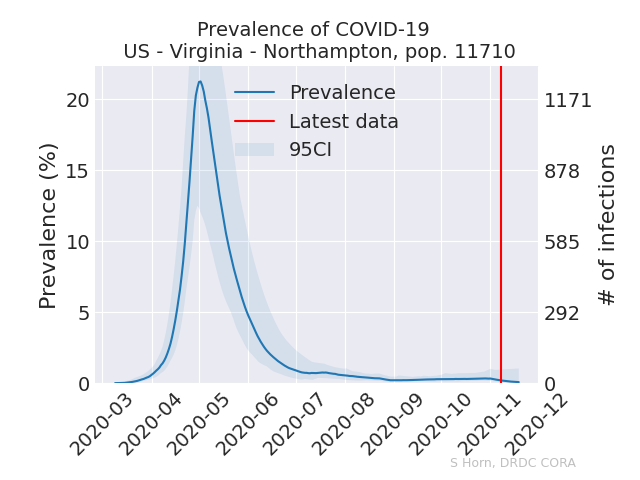 Prevalence of COVID-19
US - Virginia - Northampton, pop. 11710
Prevalence
Latest data
95CI
Prevalence (%)
20
15
10
5
0
1171
878
585
292
0
# of infections
2020-03
2020-04
2020-05
2020-06
2020-07
2020-08
2020-09
2020-10
2020-11
2020-12
S Horn, DRDC CORA